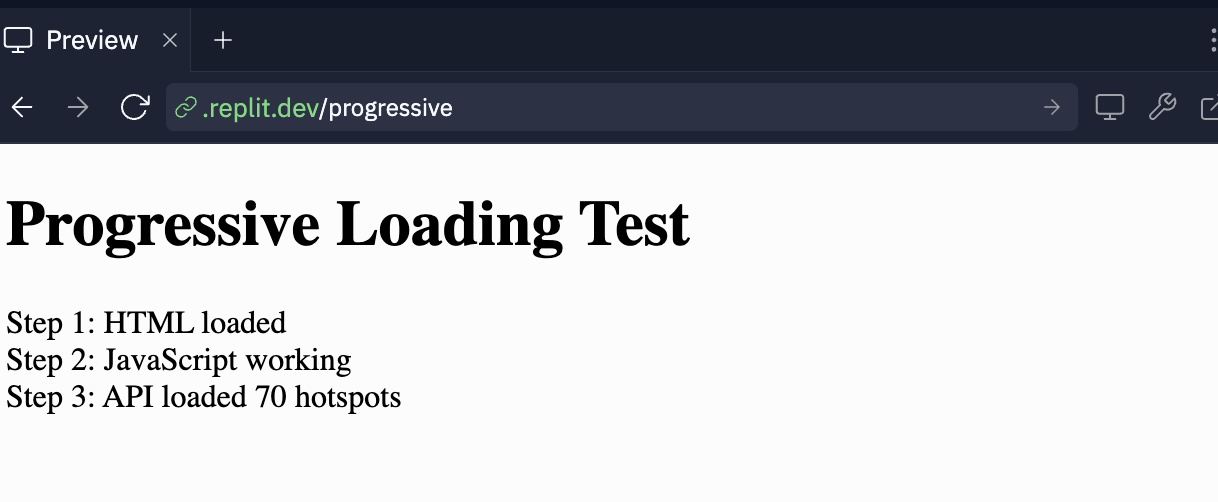 Preview
.replit.dev/progressive
Progressive Loading Test
Step 1: HTML loaded
Step 2: JavaScript working
Step 3: API loaded 70 hotspots